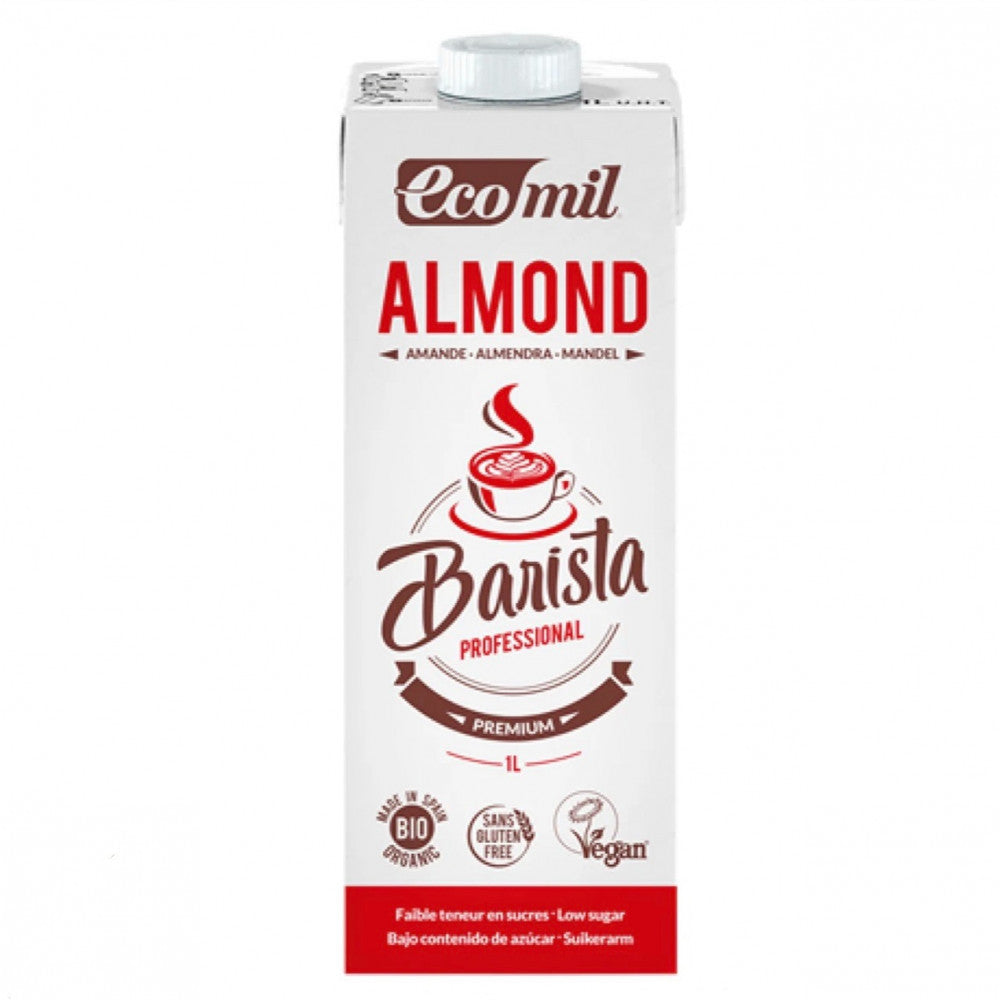 ecomil
ALMOND
AMANDE · ALMENDRA · MANDEL
Barista
PROFESSIONAL
PREMIUM
1L
MADE IN SPAIN
BIO
ORGANIC
SANS
GLUTEN
FREE
Vegan
Faible teneur en sucres · Low sugar
Bajo contenido de azúcar · Suikerarm